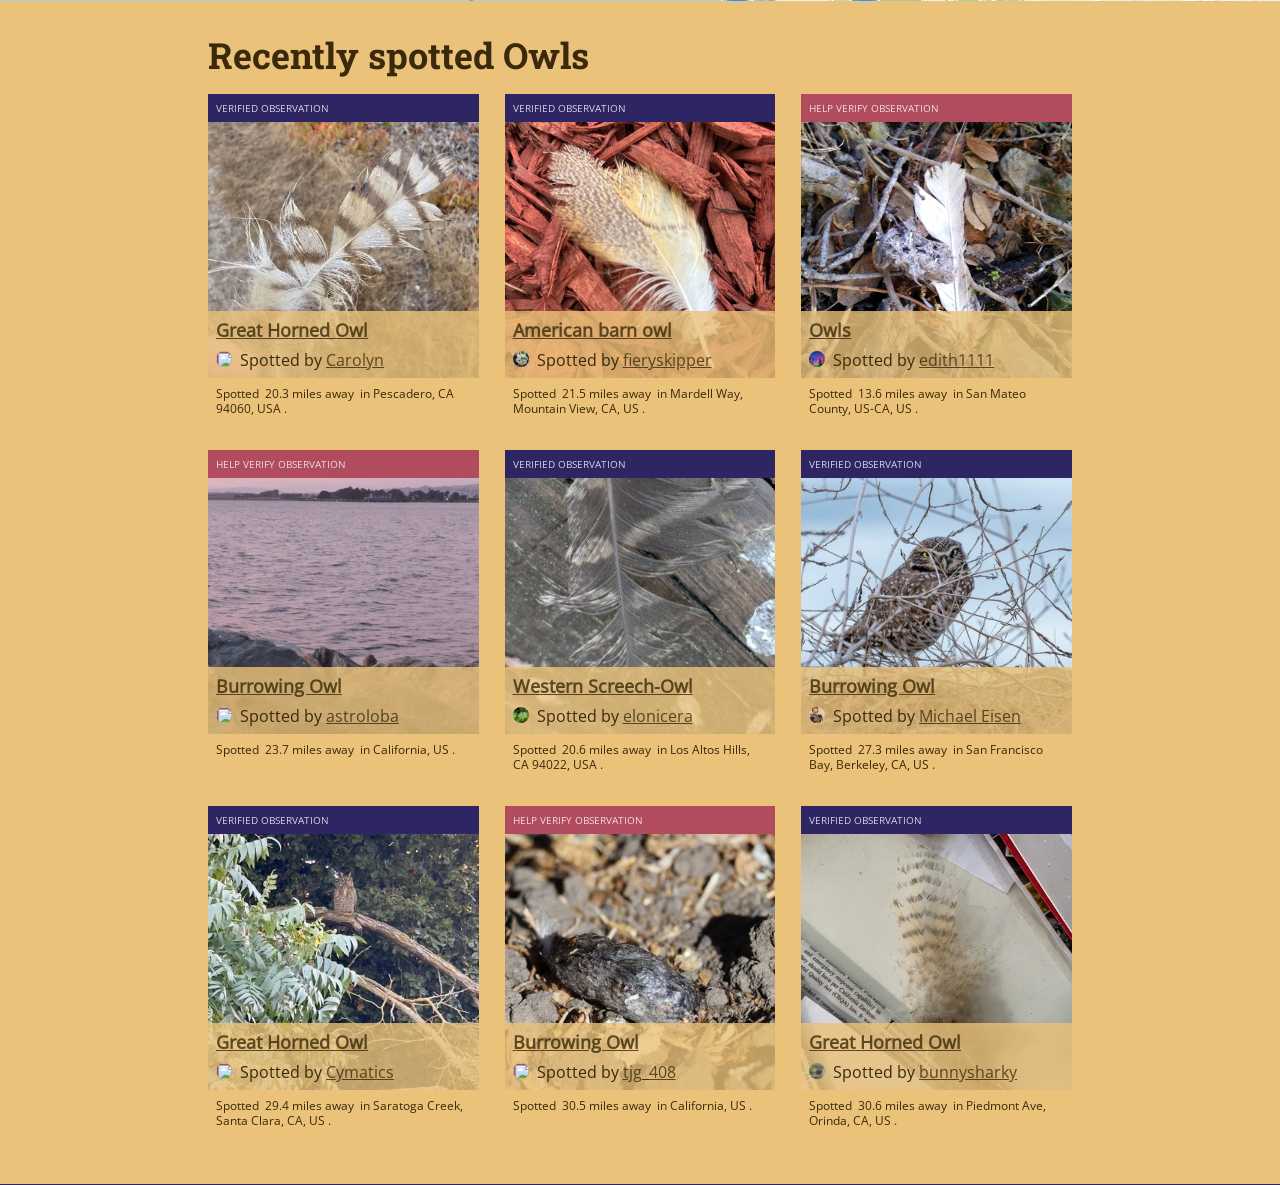 Recently spotted Owls
VERIFIED OBSERVATION
Great Horned Owl
Spotted by Carolyn
Spotted 20.3 miles away in Pescadero, CA
94060, USA .
VERIFIED OBSERVATION
American barn owl
Spotted by fieryskipper
Spotted 21.5 miles away in Mardell Way,
Mountain View, CA, US .
HELP VERIFY OBSERVATION
Owls
Spotted by edith1111
Spotted 13.6 miles away in San Mateo
County, US-CA, US .
HELP VERIFY OBSERVATION
Burrowing Owl
Spotted by astroloba
Spotted 23.7 miles away in California, US .
VERIFIED OBSERVATION
Western Screech-Owl
Spotted by elonicera
Spotted 20.6 miles away in Los Altos Hills,
CA 94022, USA .
VERIFIED OBSERVATION
Burrowing Owl
Spotted by Michael Eisen
Spotted 27.3 miles away in San Francisco
Bay, Berkeley, CA, US .
VERIFIED OBSERVATION
Great Horned Owl
Spotted by Cymatics
Spotted 29.4 miles away in Saratoga Creek,
Santa Clara, CA, US .
HELP VERIFY OBSERVATION
Burrowing Owl
Spotted by tjg_408
Spotted 30.5 miles away in California, US .
VERIFIED OBSERVATION
Great Horned Owl
Spotted by bunnysharky
Spotted 30.6 miles away in Piedmont Ave,
Orinda, CA, US .